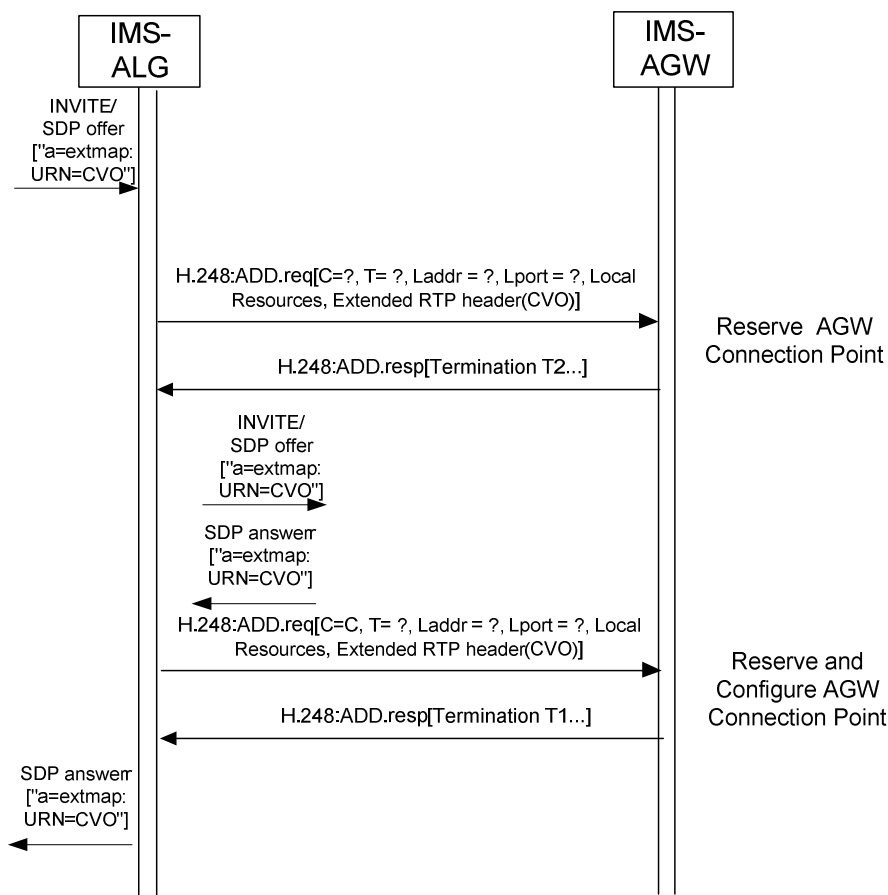 IMS-
ALG
IMS-
AGW
INVITE/
SDP offer
["a=extmap:
URN=CVO"]
H.248:ADD.req[C=?, T= ?, Laddr = ?, Lport = ?, Local
Resources, Extended RTP header(CVO)]
Reserve AGW
Connection Point
H.248:ADD.resp[Termination T2...]
INVITE/
SDP offer
["a=extmap:
URN=CVO"]
SDP answerr
["a=extmap:
URN=CVO"]
H.248:ADD.req[C=C, T= ?, Laddr = ?, Lport = ?, Local
Resources, Extended RTP header(CVO)]
Reserve and
Configure AGW
Connection Point
H.248:ADD.resp[Termination T1...]
SDP answerr
["a=extmap:
URN=CVO"]